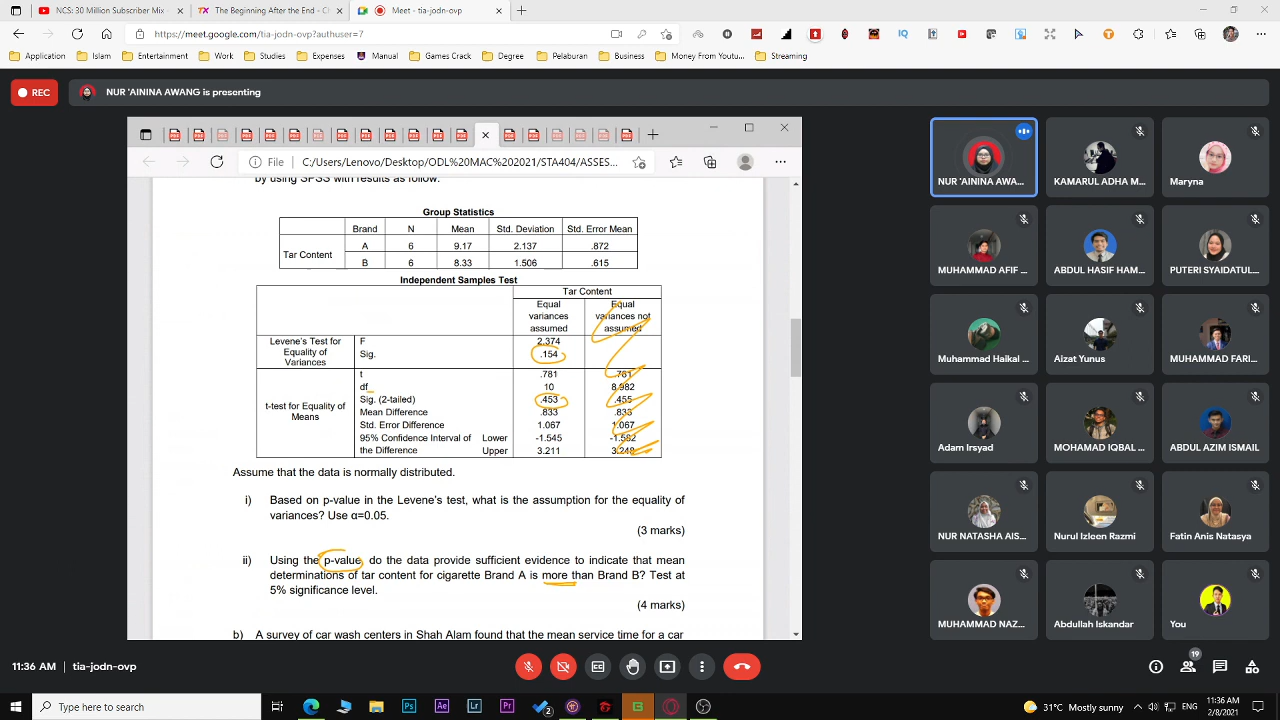 NCS: 30 Million Subscriber Mix
The Beginning After the End - C
Meet - tia-jodn-ovp
https://meet.google.com/tia-jodn-ovp?authuser=7
Application Islam Entertainment Work Studies Expenses Manual Games Crack Degree Pelaburan Business Money From Youtu... Streaming
REC NUR 'AININA AWANG is presenting
File C:/Users/Lenovo/Desktop/ODL%20MAC%202021/STA404/ASSES...
by using SPSS with results as follow.
Group Statistics
Brand N Mean Std. Deviation Std. Error Mean
Tar Content A 6 9.17 2.137 .872
B 6 8.33 1.506 .615
Independent Samples Test
Tar Content
Equal variances assumed Equal variances not assumed
Levene's Test for Equality of Variances F 2.374
Sig. .154
t-test for Equality of Means t .781 .781
df 10 8.982
Sig. (2-tailed) .453 .455
Mean Difference .833 .833
Std. Error Difference 1.067 1.067
95% Confidence Interval of the Difference Lower -1.545 -1.582
Upper 3.211 3.248
Assume that the data is normally distributed.
i) Based on p-value in the Levene's test, what is the assumption for the equality of
variances? Use α=0.05.
(3 marks)
ii) Using the p-value, do the data provide sufficient evidence to indicate that mean
determinations of tar content for cigarette Brand A is more than Brand B? Test at
5% significance level.
(4 marks)
b) A survey of car wash centers in Shah Alam found that the mean service time for a car
NUR 'AININA AWA...
KAMARUL ADHA M...
Maryna
MUHAMMAD AFIF
ABDUL HASIF HAM...
PUTERI SYAIDATUL...
Muhammad Haikal
Aizat Yunus
MUHAMMAD FARI...
Adam Irsyad
MOHAMAD IQBAL ...
ABDUL AZIM ISMAIL
NUR NATASHA AIS...
Nurul Izleen Razmi
Fatin Anis Natasya
MUHAMMAD NAZ...
Abdullah Iskandar
You
11:36 AM | tia-jodn-ovp
19
Type here to search
31°C Mostly sunny ENG
11:36 AM
2/8/2021